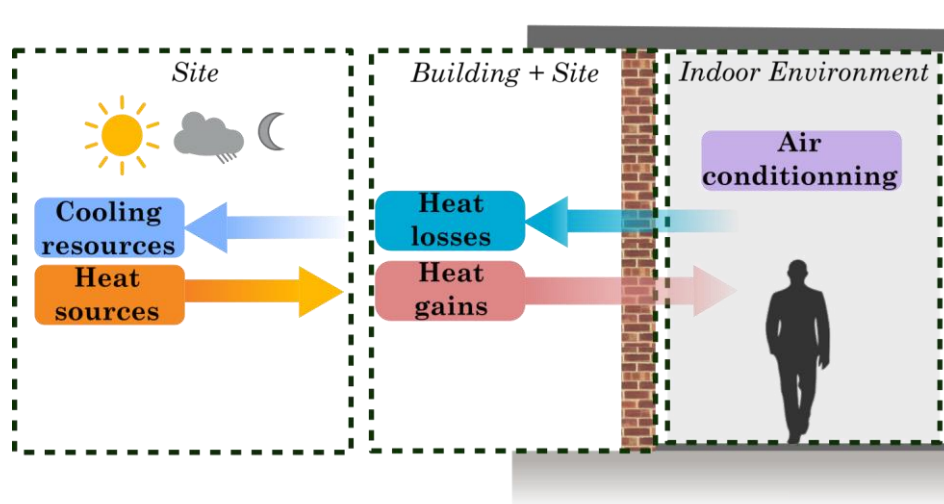 Site
Building + Site
Indoor Environment
Air
conditionning
Cooling
resources
Heat
losses
Heat
sources
Heat
gains